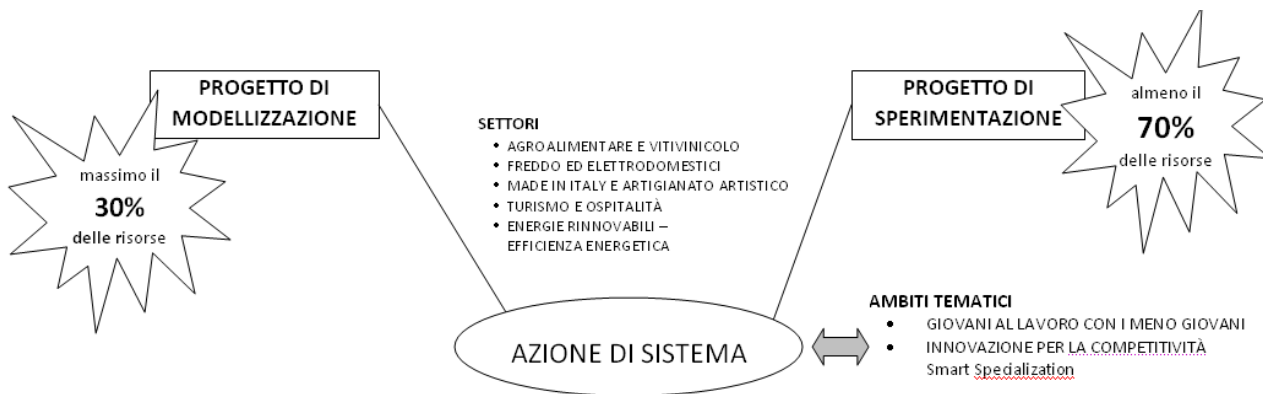 PROGETTO DI
MODELLIZZAZIONE
massimo il
30%
delle risorse
SETTORI
• AGROALIMENTARE E VITIVINICOLO
• FREDDO ED ELETTRODOMESTICI
• MADE IN ITALY E ARTIGIANATO ARTISTICO
• TURISMO E OSPITALITÀ
• ENERGIE RINNOVABILI –
EFFICIENZA ENERGETICA
PROGETTO DI
SPERIMENTAZIONE
almeno il
70%
delle risorse
AZIONE DI SISTEMA
AMBITI TEMATICI
• GIOVANI AL LAVORO CON I MENO GIOVANI
• INNOVAZIONE PER LA COMPETITIVITÀ
Smart Specialization